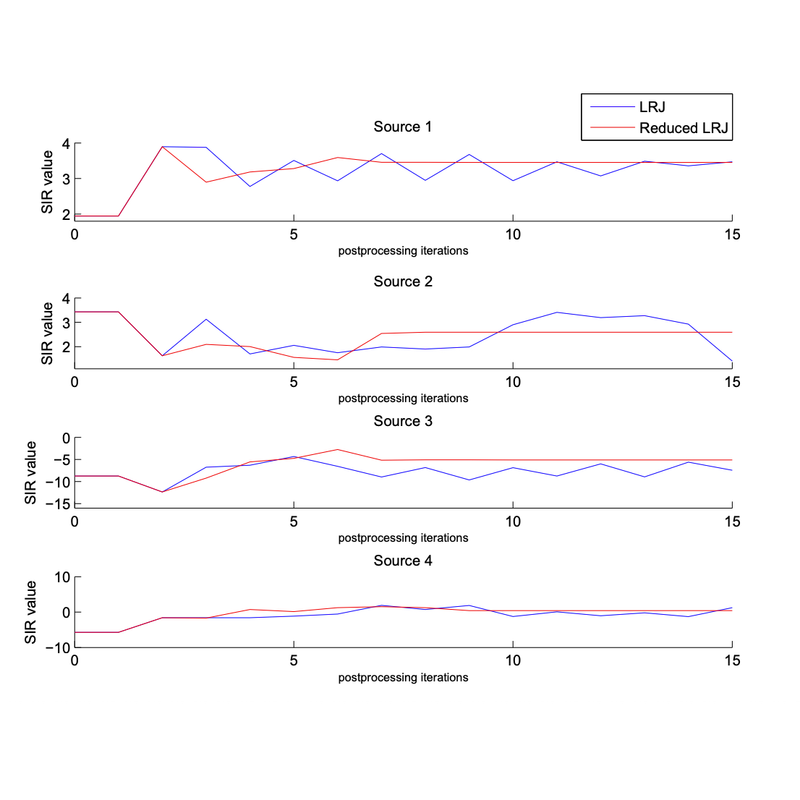 LRJ
Reduced LRJ
Source 1
SIR value
4
3
2
0 5 10 15
postprocessing iterations
Source 2
SIR value
4
3
2
0 5 10 15
postprocessing iterations
Source 3
SIR value
0
−5
−10
−15
0 5 10 15
postprocessing iterations
Source 4
SIR value
10
0
−10
0 5 10 15
postprocessing iterations